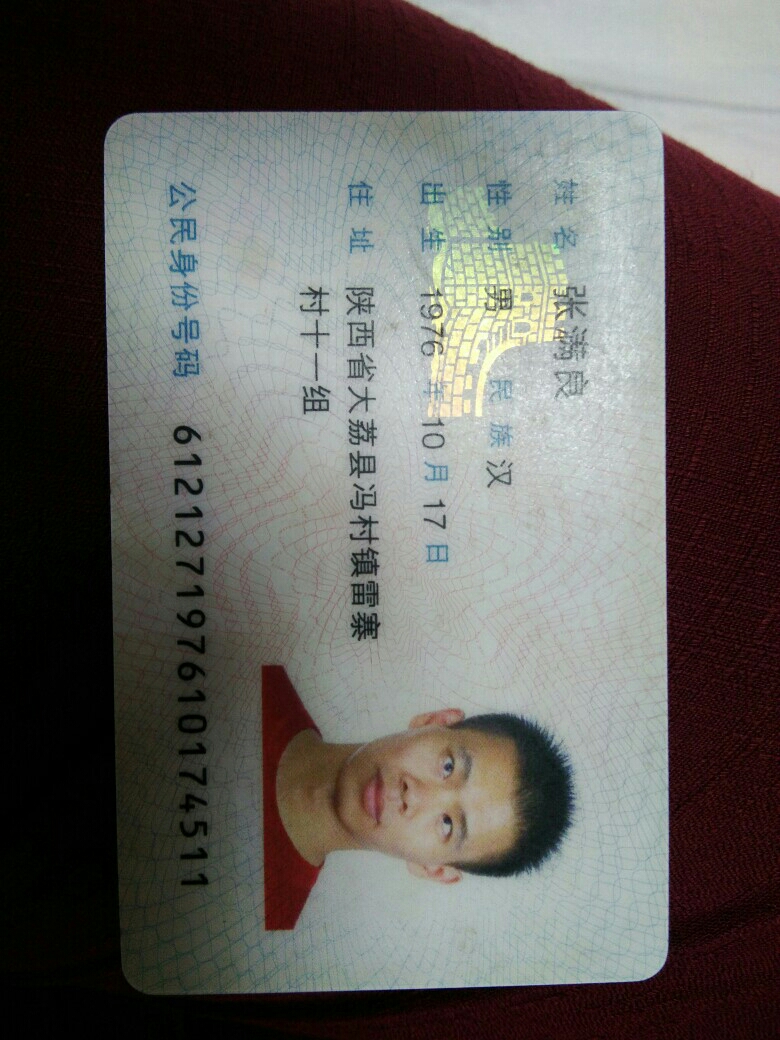 姓名 张满良
性别 男 民族 汉
出生 1976 年 10 月 17 日
住址 陕西省大荔县冯村镇雷寨
村十一组
公民身份号码 612127197610174511